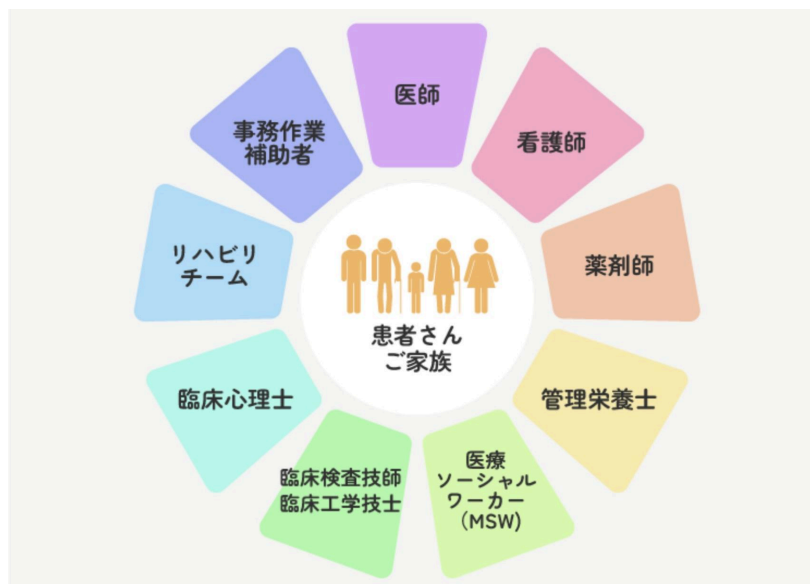 医師
看護師
薬剤師
管理栄養士
医療
ソーシャル
ワーカー
(MSW)
臨床検査技師
臨床工学技士
臨床心理士
リハビリ
チーム
事務作業
補助者
患者さん
ご家族